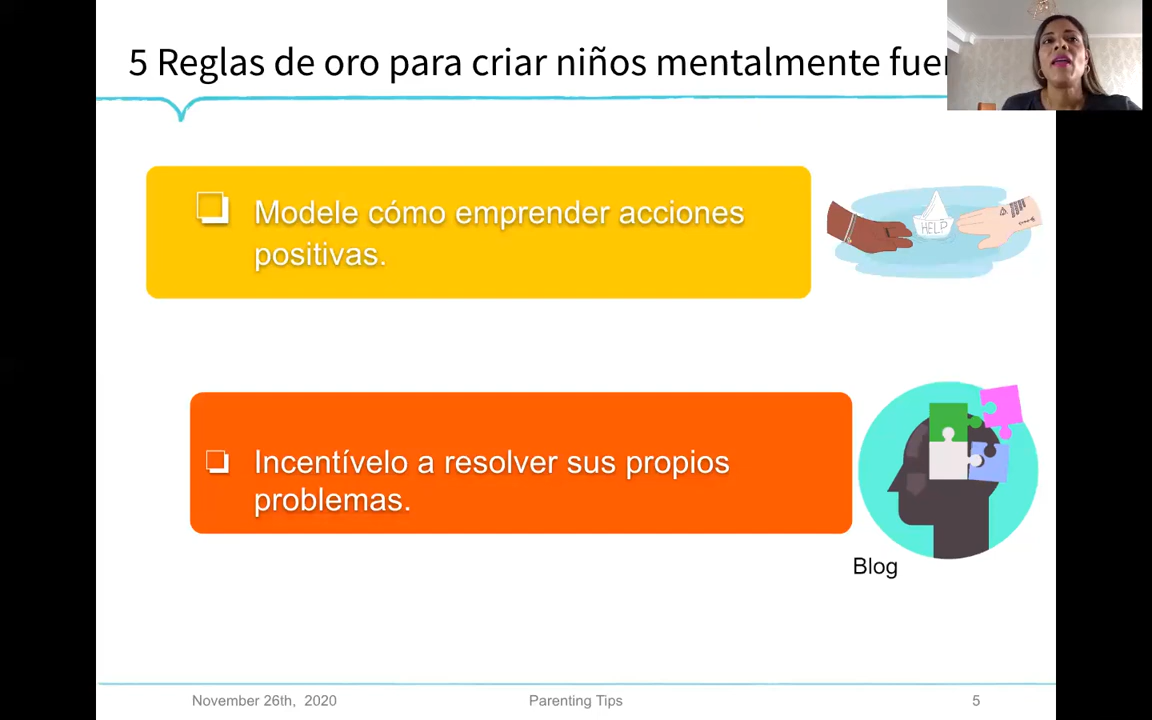 5 Reglas de oro para criar niños mentalmente
Modele cómo emprender acciones
positivas.
HELP
Incentívelo a resolver sus propios
problemas.
Blog
November 26th, 2020
Parenting Tips
5